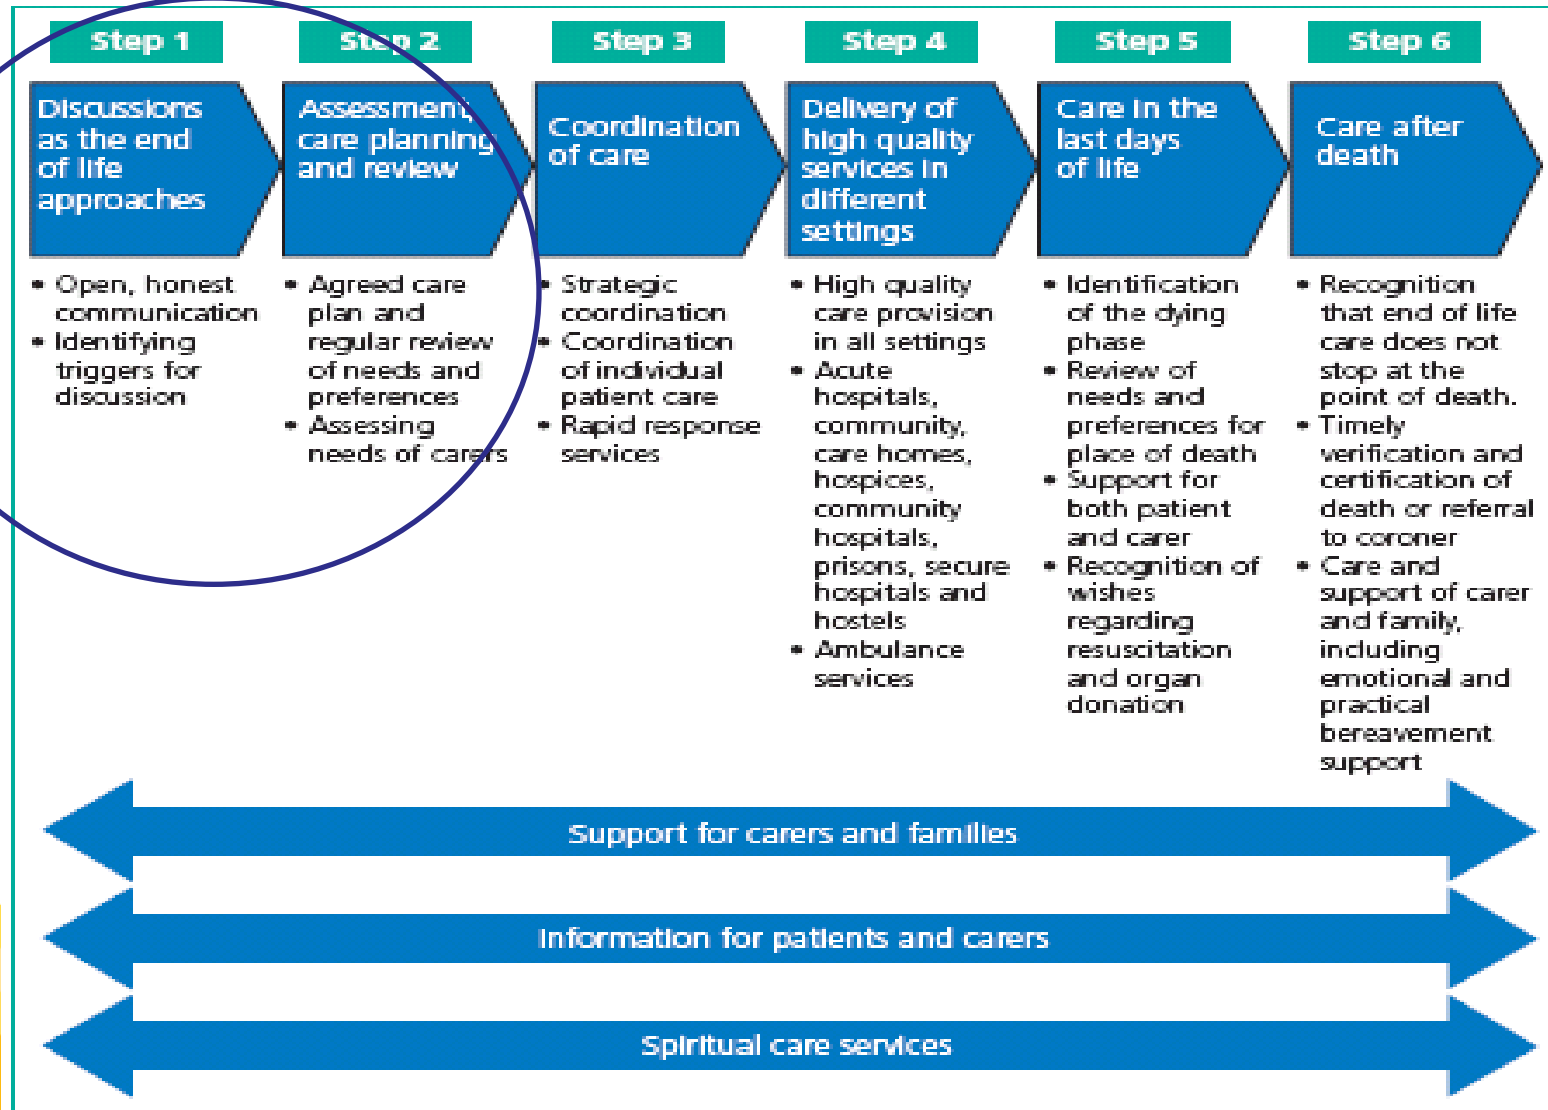 Step 1
Discussions
as the end
of life
approaches
• Open, honest
communication
• Identifying
triggers for
discussion
Step 2
Assessment,
care planning
and review
• Agreed care
plan and
regular review
of needs and
preferences
• Assessing
needs of carers
Step 3
Coordination
of care
• Strategic
coordination
• Coordination
of individual
patient care
• Rapid response
services
Step 4
Delivery of
high quality
services in
different
settings
• High quality
care provision
in all settings
• Acute
hospitals,
community,
care homes,
hospices,
community
hospitals,
prisons, secure
hospitals and
hostels
• Ambulance
services
Step 5
Care in the
last days
of life
• Identification
of the dying
phase
• Review of
needs and
preferences for
place of death
• Support for
both patient
and carer
• Recognition of
wishes
regarding
resuscitation
and organ
donation
Step 6
Care after
death
• Recognition
that end of life
care does not
stop at the
point of death.
• Timely
verification and
certification of
death or referral
to coroner
• Care and
support of carer
and family,
including
emotional and
practical
bereavement
support
Support for carers and families
Information for patients and carers
Spiritual care services